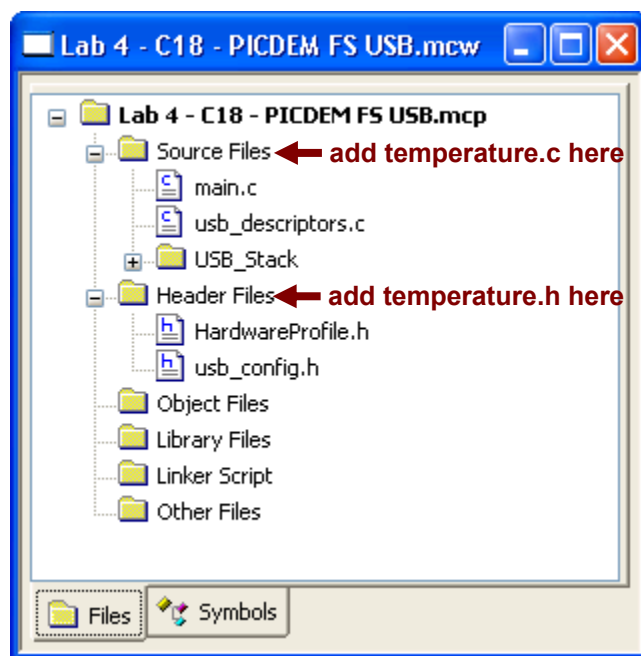 Lab 4 - C18 - PICDEM FS USB.mcw
Lab 4 - C18 - PICDEM FS USB.mcp
Source Files add temperature.c here
main.c
usb_descriptors.c
USB_Stack
Header Files add temperature.h here
HardwareProfile.h
usb_config.h
Object Files
Library Files
Linker Script
Other Files
Files Symbols